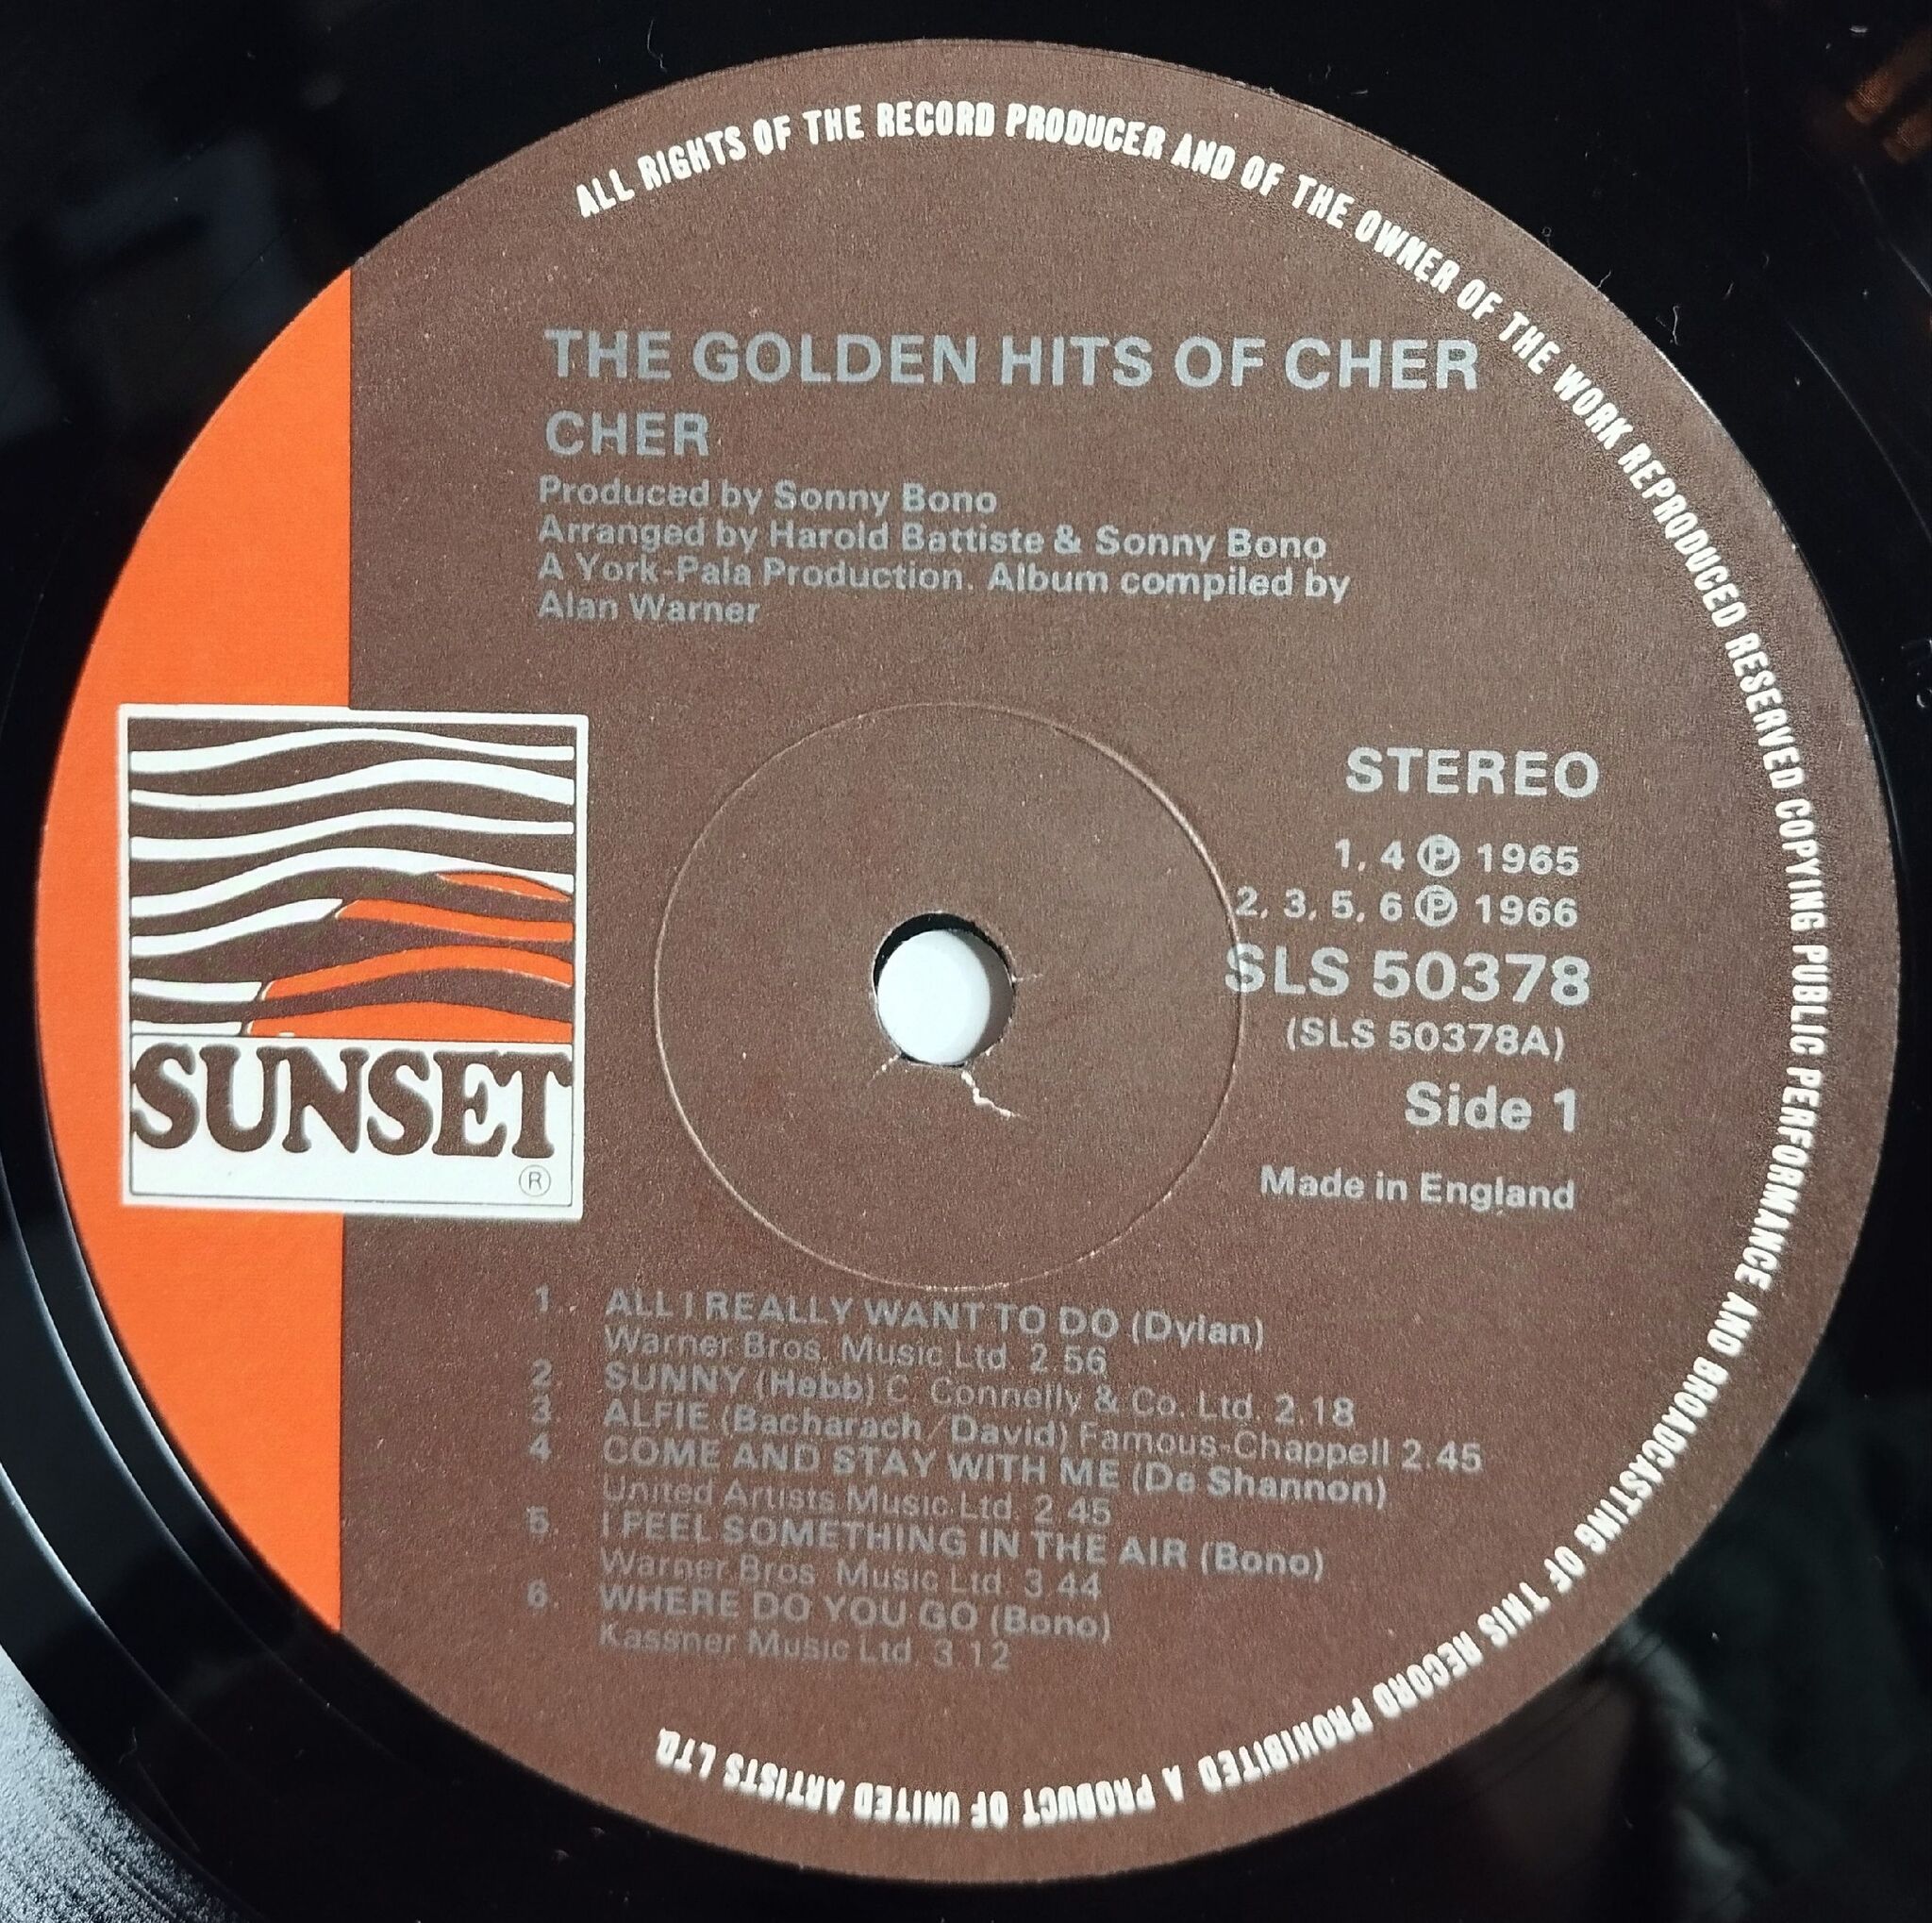 ALL RIGHTS OF THE RECORD PRODUCER AND OF THE OWNER OF THE WORK REPRODUCED RESERVED COPYING PUBLIC PERFORMANCE AND BROADCASTING OF THIS RECORD PROHIBITED A PRODUCT OF UNITED ARTISTS LTD.
THE GOLDEN HITS OF CHER
CHER
Produced by Sonny Bono
Arranged by Harold Battiste & Sonny Bono
A York-Pala Production. Album compiled by
Alan Warner
SUNSET
®
STEREO
1, 4 ℗ 1965
2, 3, 5, 6 ℗ 1966
SLS 50378
(SLS 50378A)
Side 1
Made in England
1. ALL I REALLY WANT TO DO (Dylan)
Warner Bros. Music Ltd. 2.56
2. SUNNY (Hebb) C. Connelly & Co. Ltd. 2.18
3. ALFIE (Bacharach/David) Famous-Chappell 2.45
4. COME AND STAY WITH ME (De Shannon)
United Artists Music Ltd. 2.45
5. I FEEL SOMETHING IN THE AIR (Bono)
Warner Bros. Music Ltd. 3.44
6. WHERE DO YOU GO (Bono)
Kassner Music Ltd. 3.12